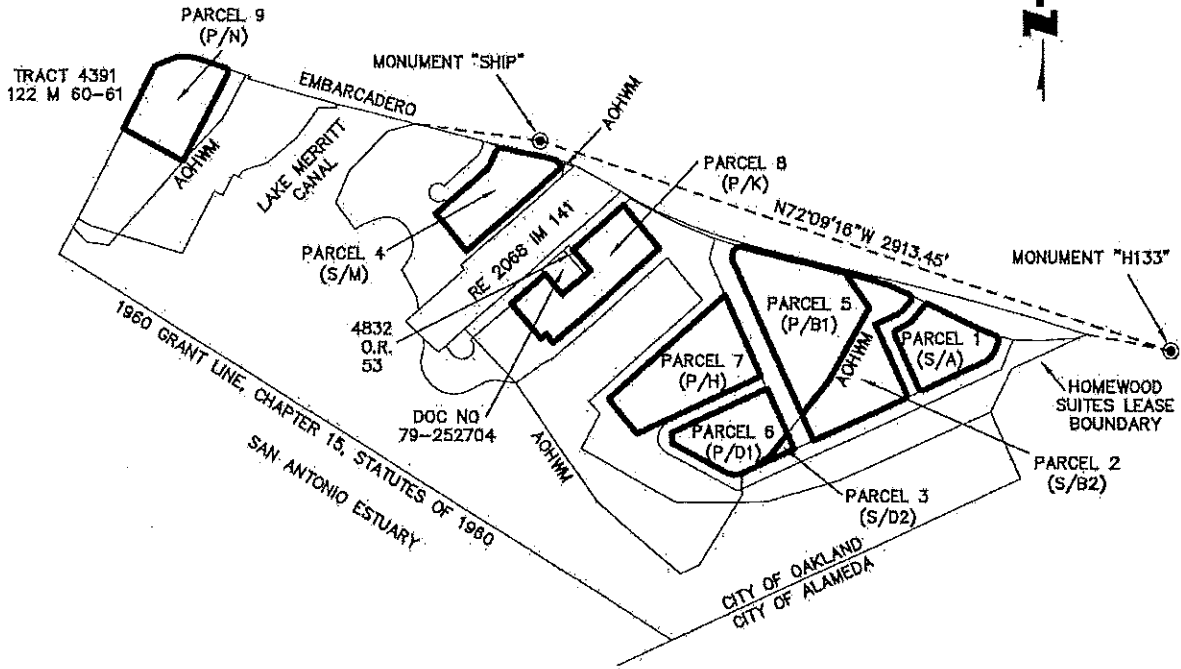 PARCEL 9
(P/N)
TRACT 4391
122 M 60-61
MONUMENT "SHIP"
EMBARCADERO
AOHWM
AOHWM
LAKE MERRITT
CANAL
PARCEL 8
(P/K)
N72°09'16"W 2913.45'
MONUMENT "H133"
PARCEL 4
(S/M)
RE 2068 IM 141
PARCEL 5
(P/B1)
PARCEL 1
(S/A)
AOHWM
4832
O.R.
53
PARCEL 7
(P/H)
HOMEWOOD
SUITES LEASE
BOUNDARY
DOC NO
79-252704
PARCEL 6
(P/D1)
AOHWM
PARCEL 2
(S/B2)
PARCEL 3
(S/D2)
1960 GRANT LINE, CHAPTER 15, STATUTES OF 1960
SAN ANTONIO ESTUARY
CITY OF OAKLAND
CITY OF ALAMEDA